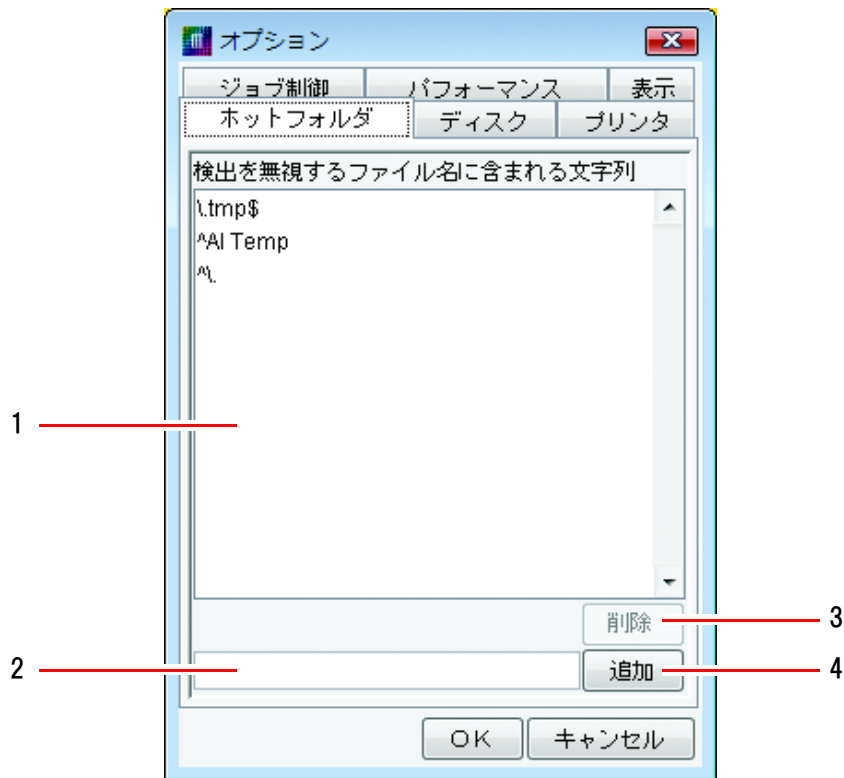 オプション
ジョブ制御 パフォーマンス 表示
ホットフォルダ ディスク プリンタ
検出を無視するファイル名に含まれる文字列
\.tmp$
^AI Temp
^\.
1
削除 3
2 追加 4
OK キャンセル